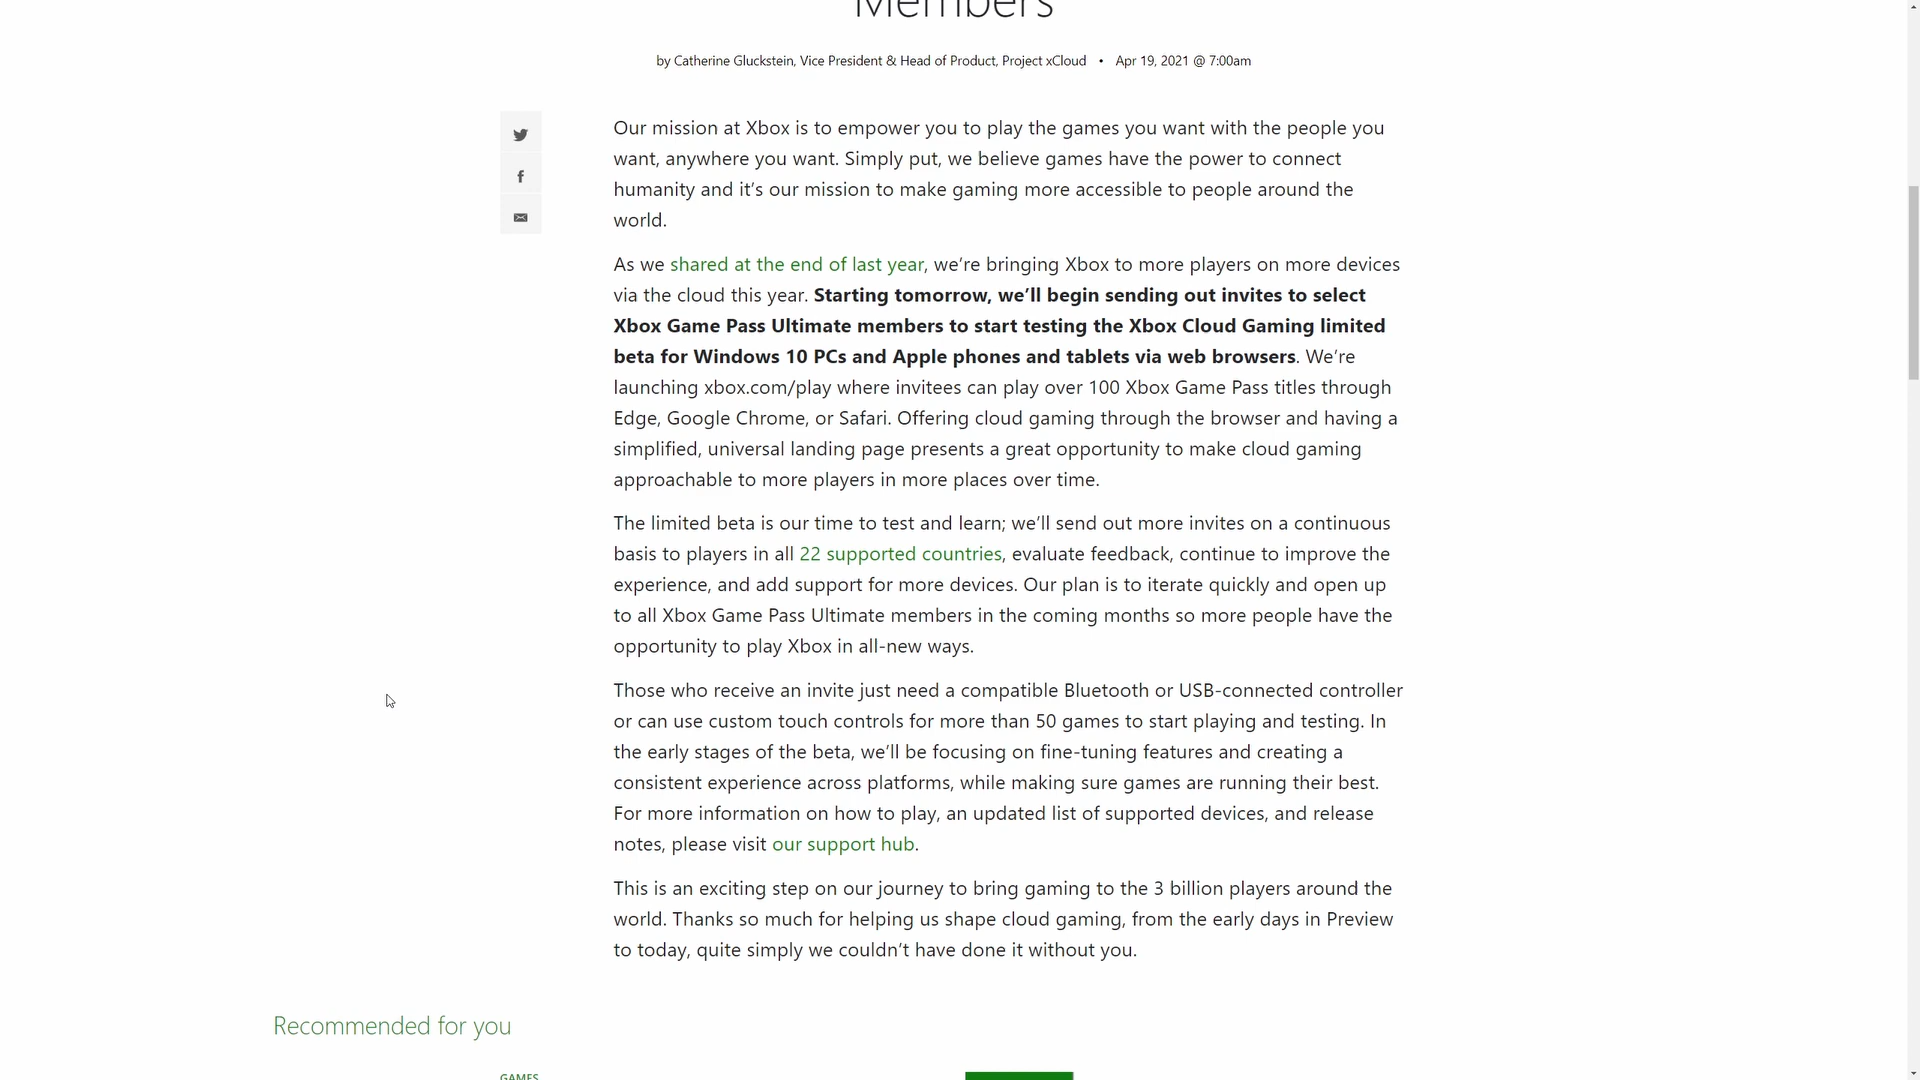 Members
by Catherine Gluckstein, Vice President & Head of Product, Project xCloud • Apr 19, 2021 @ 7:00am
Our mission at Xbox is to empower you to play the games you want with the people you
want, anywhere you want. Simply put, we believe games have the power to connect
humanity and it’s our mission to make gaming more accessible to people around the
world.
As we shared at the end of last year, we’re bringing Xbox to more players on more devices
via the cloud this year. Starting tomorrow, we’ll begin sending out invites to select
Xbox Game Pass Ultimate members to start testing the Xbox Cloud Gaming limited
beta for Windows 10 PCs and Apple phones and tablets via web browsers. We’re
launching xbox.com/play where invitees can play over 100 Xbox Game Pass titles through
Edge, Google Chrome, or Safari. Offering cloud gaming through the browser and having a
simplified, universal landing page presents a great opportunity to make cloud gaming
approachable to more players in more places over time.
The limited beta is our time to test and learn; we’ll send out more invites on a continuous
basis to players in all 22 supported countries, evaluate feedback, continue to improve the
experience, and add support for more devices. Our plan is to iterate quickly and open up
to all Xbox Game Pass Ultimate members in the coming months so more people have the
opportunity to play Xbox in all-new ways.
Those who receive an invite just need a compatible Bluetooth or USB-connected controller
or can use custom touch controls for more than 50 games to start playing and testing. In
the early stages of the beta, we’ll be focusing on fine-tuning features and creating a
consistent experience across platforms, while making sure games are running their best.
For more information on how to play, an updated list of supported devices, and release
notes, please visit our support hub.
This is an exciting step on our journey to bring gaming to the 3 billion players around the
world. Thanks so much for helping us shape cloud gaming, from the early days in Preview
to today, quite simply we couldn’t have done it without you.
Recommended for you
GAMES